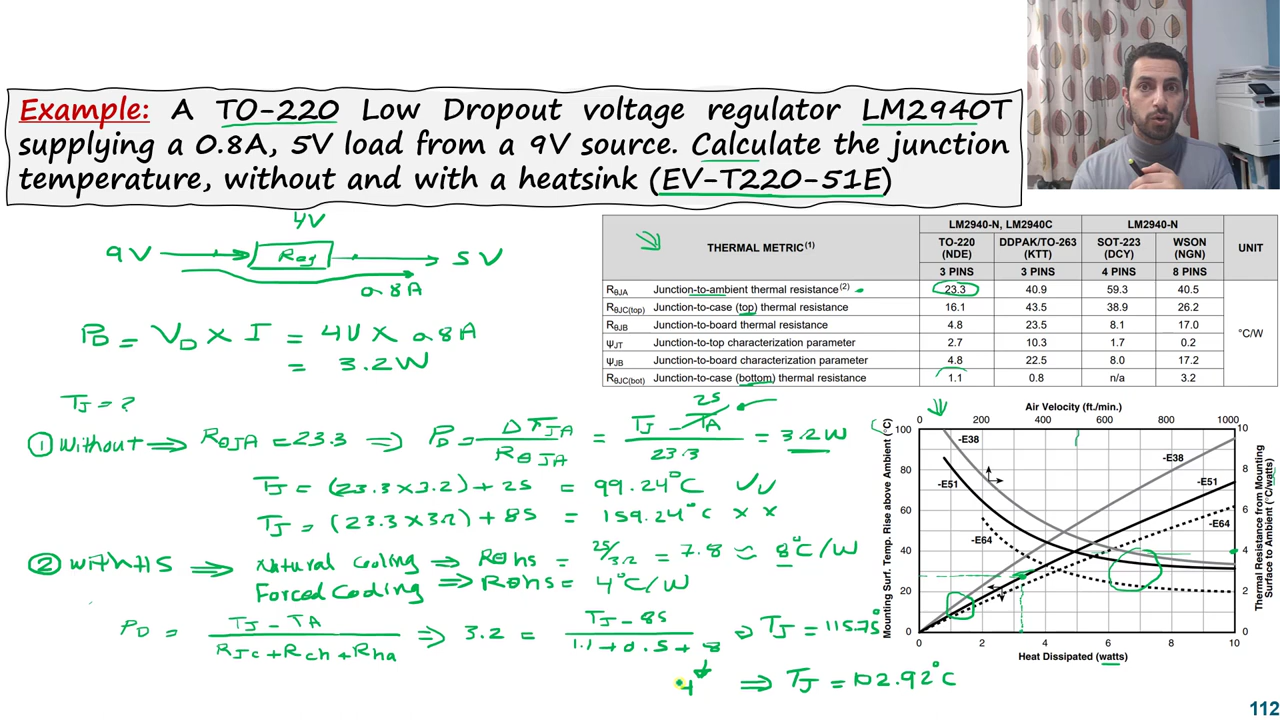 Example: A TO-220 Low Dropout voltage regulator LM2940T
supplying a 0.8A, 5V load from a 9V source. Calculate the junction
temperature, without and with a heatsink (EV-T220-51E)
4V
9V Reg 5V
0.8A
PD = VD x I = 4V x 0.8A
= 3.2W
TJ = ?
① Without ⇒ RθJA = 23.3 ⇒ PD = ΔTJA / RθJA = TJ - TA / 23.3 = 3.2W
25
TJ = (23.3 x 3.2) + 25 = 99.24°C ✓✓
TJ = (23.3 x 3.2) + 85 = 159.24°C x x
② With HS ⇒ Natural Cooling ⇒ Rθhs = 25/3.2 = 7.8 ≈ 8°C/W
Forced Cooling ⇒ Rθhs = 4°C/W
PD = TJ - TA / RJc + Rch + Rha ⇒ 3.2 = TJ - 85 / 1.1 + 0.5 + 8 ⇒ TJ = 115.75°
4 ⇒ TJ = 102.92°C
THERMAL METRIC(1) LM2940-N, LM2940C LM2940-N UNIT
TO-220 (NDE) DDPAK/TO-263 (KTT) SOT-223 (DCY) WSON (NGN)
3 PINS 3 PINS 4 PINS 8 PINS
RθJA Junction-to-ambient thermal resistance(2) 23.3 40.9 59.3 40.5 °C/W
RθJC(top) Junction-to-case (top) thermal resistance 16.1 43.5 38.9 26.2
RθJB Junction-to-board thermal resistance 4.8 23.5 8.1 17.0
ψJT Junction-to-top characterization parameter 2.7 10.3 1.7 0.2
ψJB Junction-to-board characterization parameter 4.8 22.5 8.0 17.2
RθJC(bot) Junction-to-case (bottom) thermal resistance 1.1 0.8 n/a 3.2
Air Velocity (ft./min.)
0 200 400 600 800 1000
Mounting Surf. Temp. Rise above Ambient (°C)
100
80
60
40
20
0
-E38
-E51
-E64
-E38
-E51
-E64
10
8
6
4
2
0
Thermal Resistance from Mounting
Surface to Ambient (°C/watts)
0 2 4 6 8 10
Heat Dissipated (watts)
112